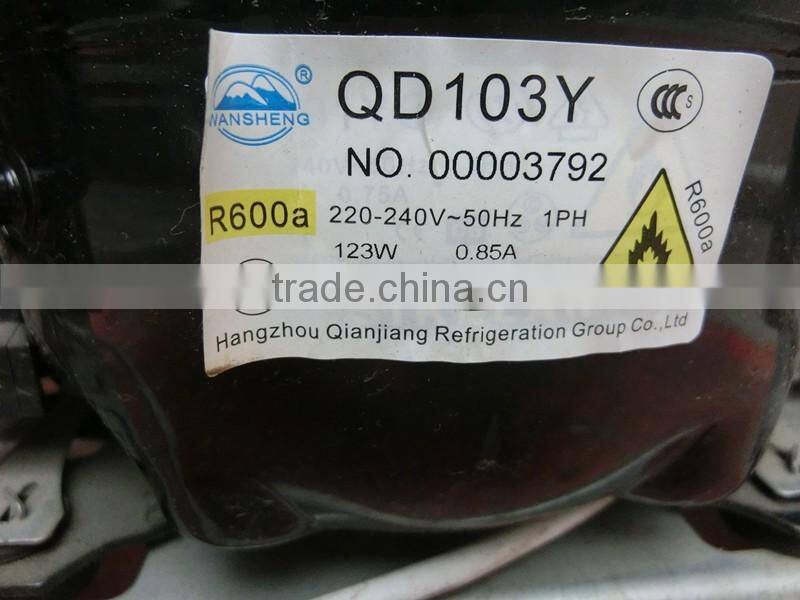 WANSHENG ®
QD103Y
CCC S
NO. 00003792
R600a 220-240V~50Hz 1PH
R600a
123W 0.85A
trade.china.cn
Hangzhou Qianjiang Refrigeration Group Co.,Ltd